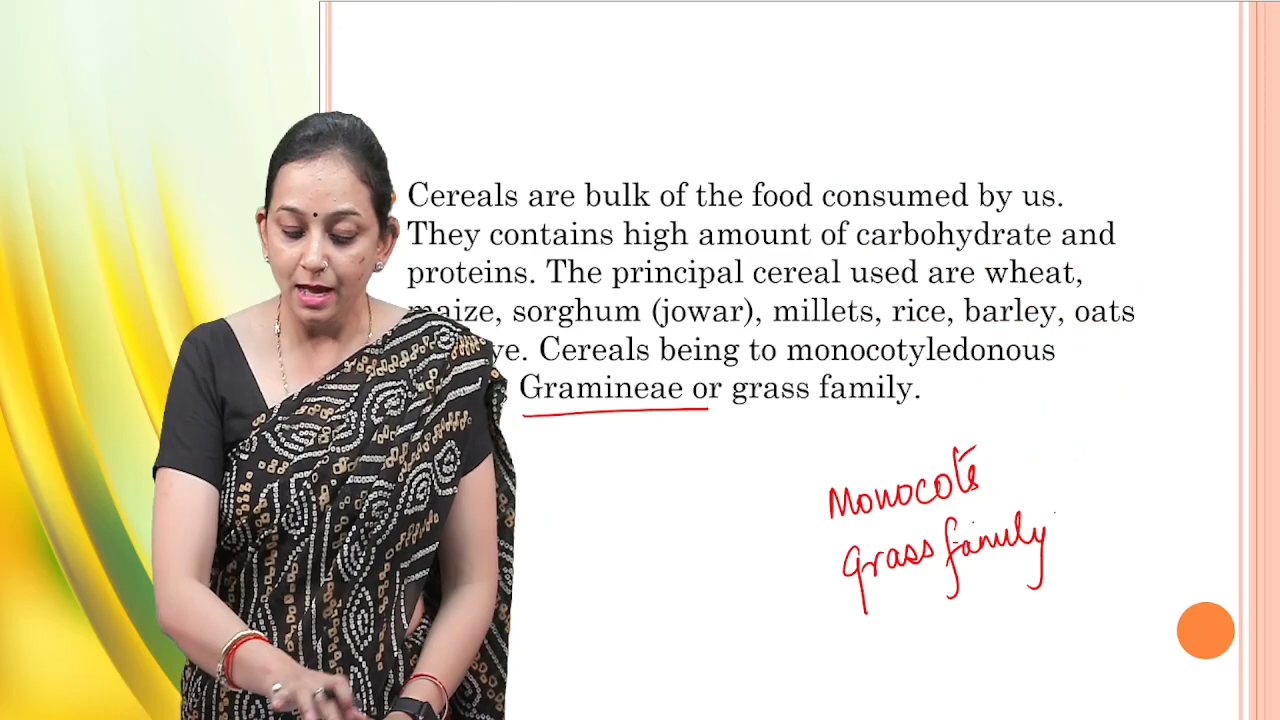 Cereals are bulk of the food consumed by us.
They contains high amount of carbohydrate and
proteins. The principal cereal used are wheat,
maize, sorghum (jowar), millets, rice, barley, oats
ye. Cereals being to monocotyledonous
Gramineae or grass family.
Monocots
grass family